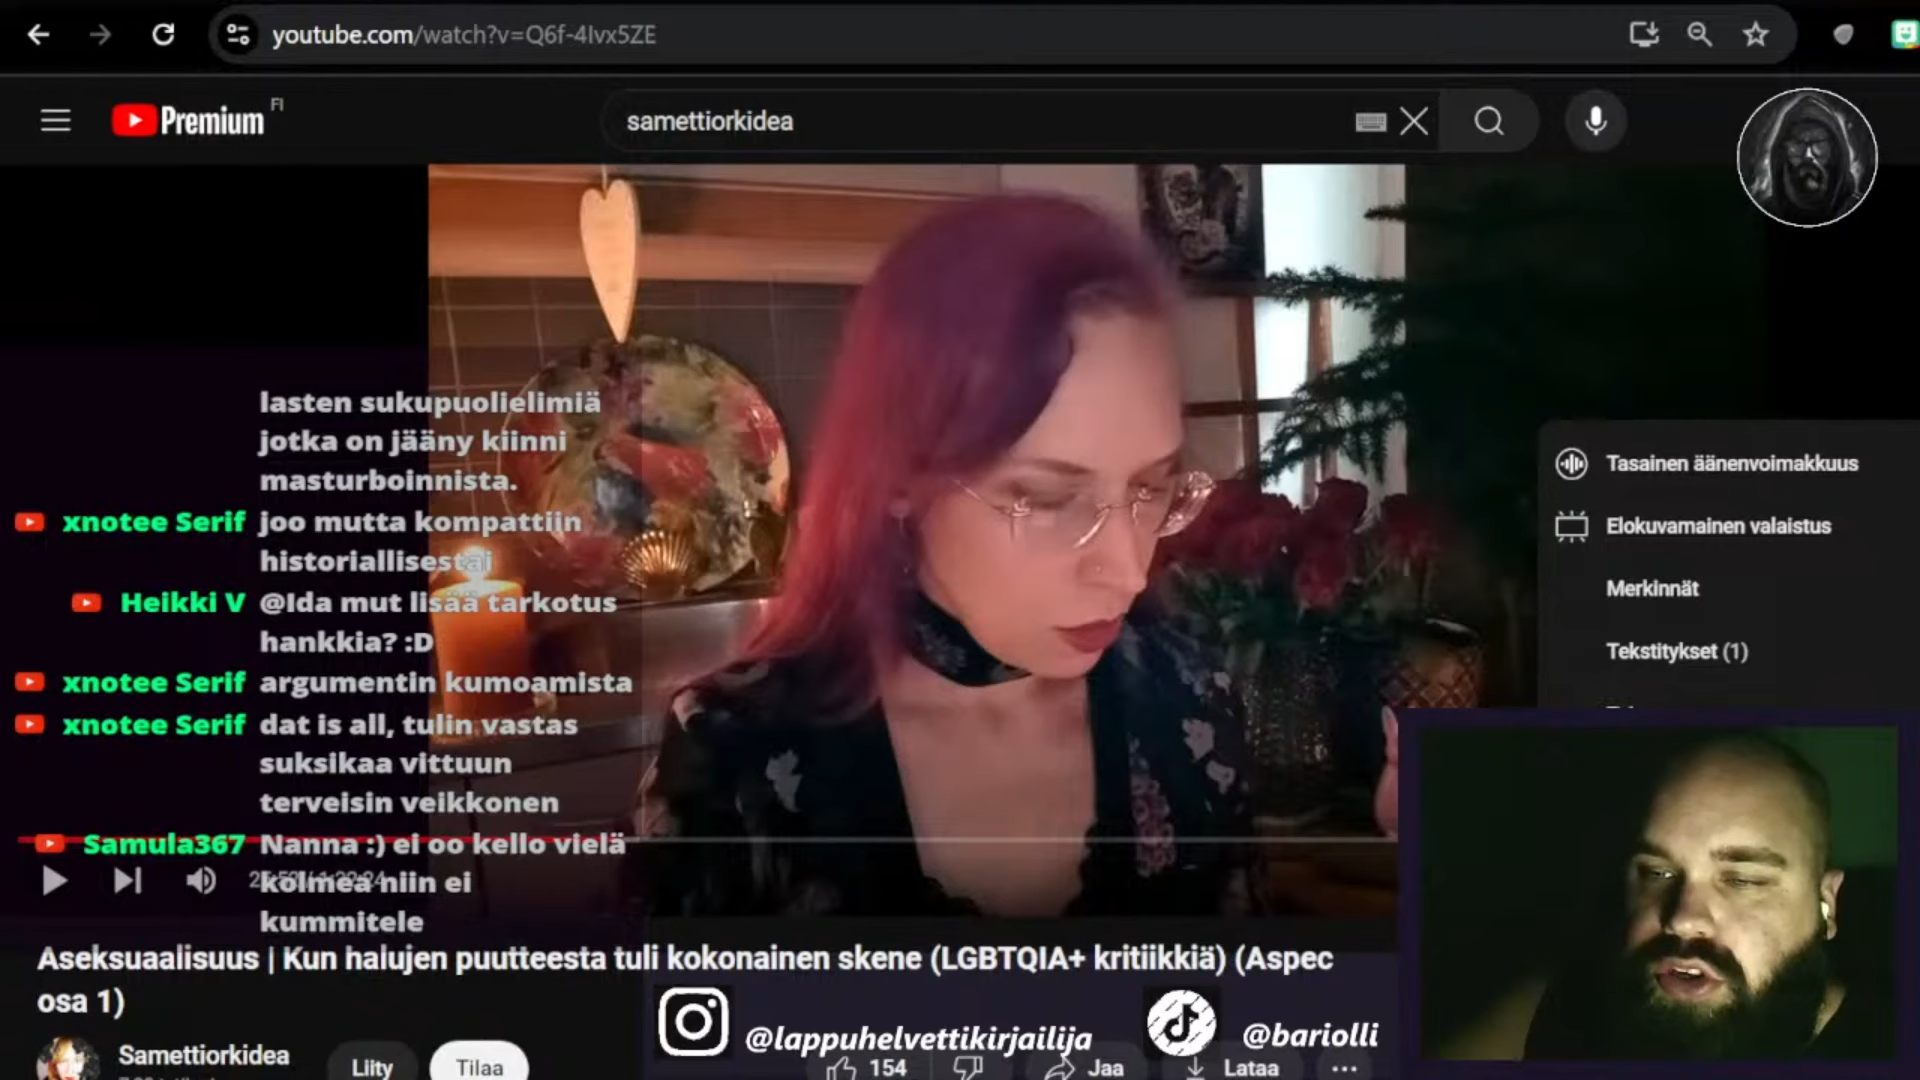 youtube.com/watch?v=Q6f-4lvx5ZE
Premium FI
samettiorkidea
lasten sukupuolielimiä
jotka on jääny kiinni
masturboinnista.
xnotee Serif joo mutta kompattiin
historiallisestai
Heikki V @Ida mut lisää tarkotus
hankkia? :D
xnotee Serif argumentin kumoamista
xnotee Serif dat is all, tulin vastas
suksikaa vittuun
terveisin veikkonen
Samula367 Nanna :) ei oo kello vielä
kolmea niin ei
kummitele
Tasainen äänenvoimakkuus
Elokuvamainen valaistus
Merkinnät
Tekstitykset (1)
Aseksuaalisuus | Kun halujen puutteesta tuli kokonainen skene (LGBTQIA+ kritiikkiä) (Aspec
osa 1)
@lappuhelvettikirjailija
@bariolli
Samettiorkidea
Liity
Tilaa
154
Jaa
Lataa